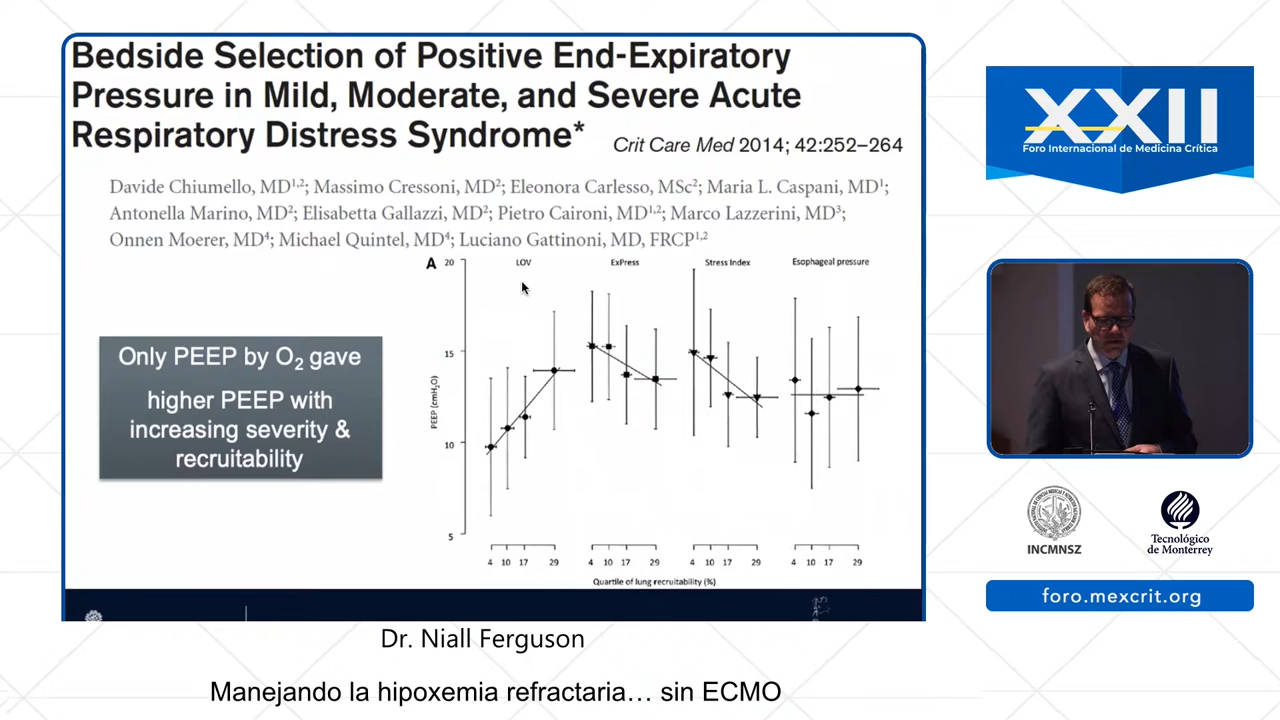 Bedside Selection of Positive End-Expiratory
Pressure in Mild, Moderate, and Severe Acute
Respiratory Distress Syndrome*
Crit Care Med 2014; 42:252–264
Davide Chiumello, MD1,2; Massimo Cressoni, MD2; Eleonora Carlesso, MSc2; Maria L. Caspani, MD1;
Antonella Marino, MD2; Elisabetta Gallazzi, MD2; Pietro Caironi, MD1,2; Marco Lazzerini, MD3;
Onnen Moerer, MD4; Michael Quintel, MD4; Luciano Gattinoni, MD, FRCP1,2
Only PEEP by O2 gave
higher PEEP with
increasing severity &
recruitability
A
LOV ExPress Stress Index Esophageal pressure
20
15
10
5
PEEP (cmH2O)
4 10 17 29 4 10 17 29 4 10 17 29 4 10 17 29
Quartile of lung recruitability (%)
XXII
Foro Internacional de Medicina Crítica
INCMNSZ
Tecnológico
de Monterrey
foro.mexcrit.org
Dr. Niall Ferguson
Manejando la hipoxemia refractaria… sin ECMO